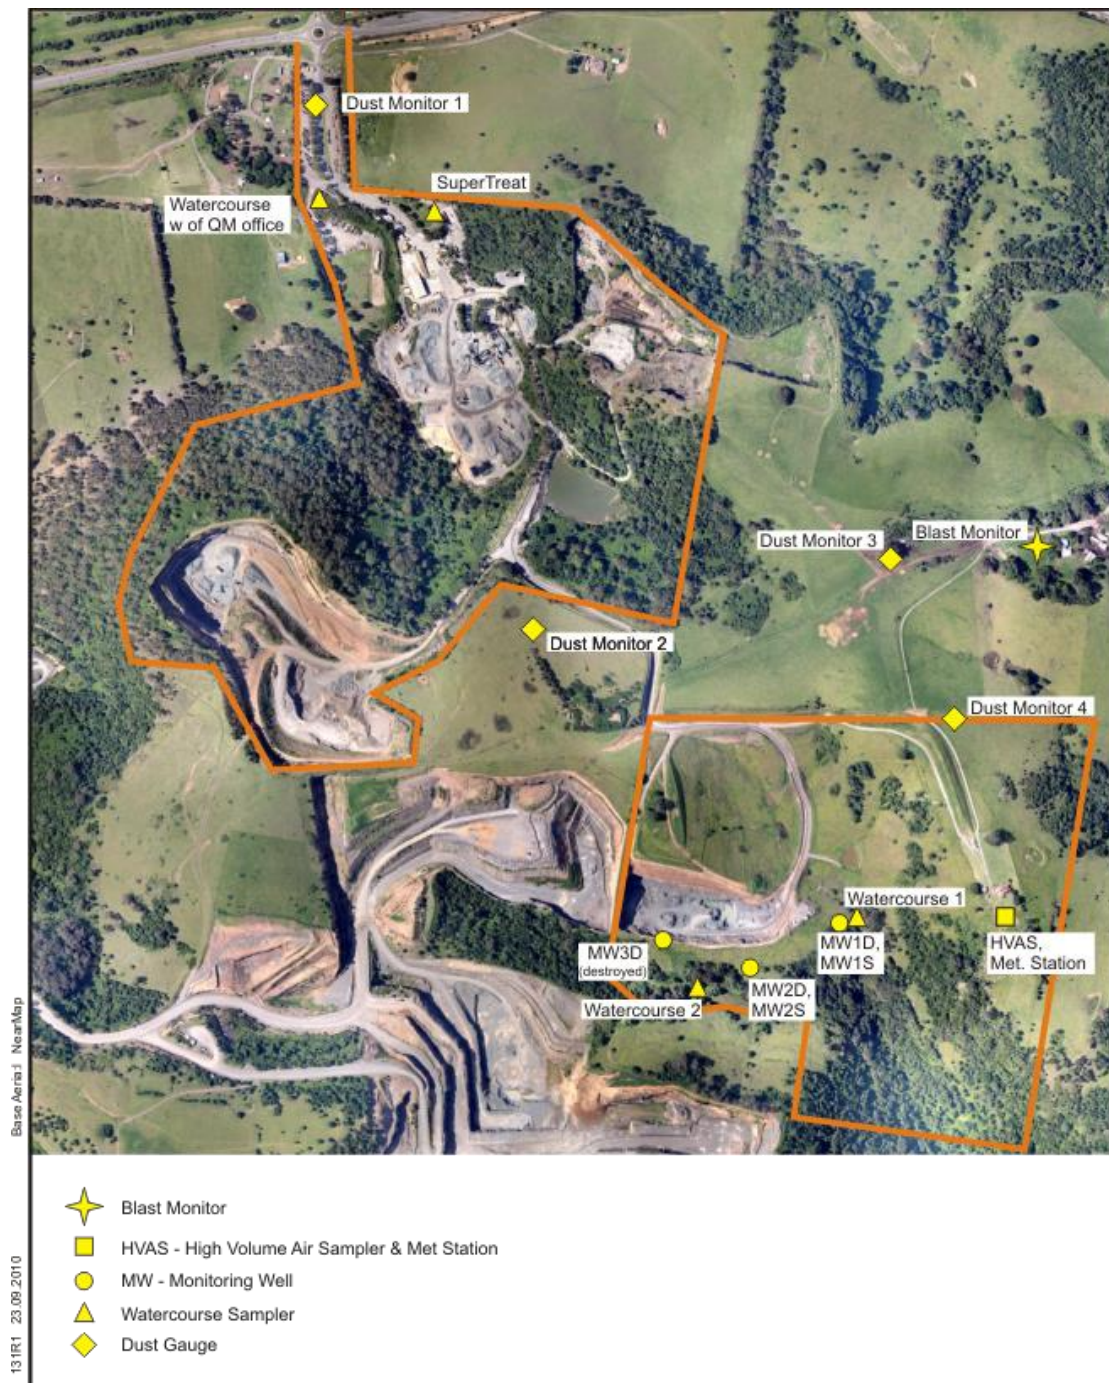 Dust Monitor 1
SuperTreat
Watercourse
w of QM office
Blast Monitor
Dust Monitor 3
Dust Monitor 2
Dust Monitor 4
Watercourse 1
MW1D,
MW1S
HVAS,
Met. Station
MW3D
(destroyed)
MW2D,
MW2S
Watercourse 2
Base Aerial: NearMap
131R1 23.09.2010
Blast Monitor
HVAS - High Volume Air Sampler & Met Station
MW - Monitoring Well
Watercourse Sampler
Dust Gauge